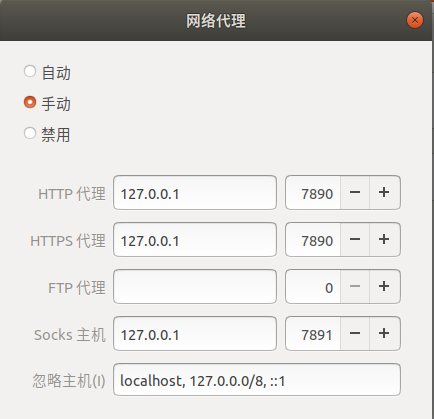 网络代理
自动
手动
禁用
HTTP 代理 127.0.0.1 7890 − +
HTTPS 代理 127.0.0.1 7890 − +
FTP 代理 0 − +
Socks 主机 127.0.0.1 7891 − +
忽略主机(I) localhost, 127.0.0.0/8, ::1